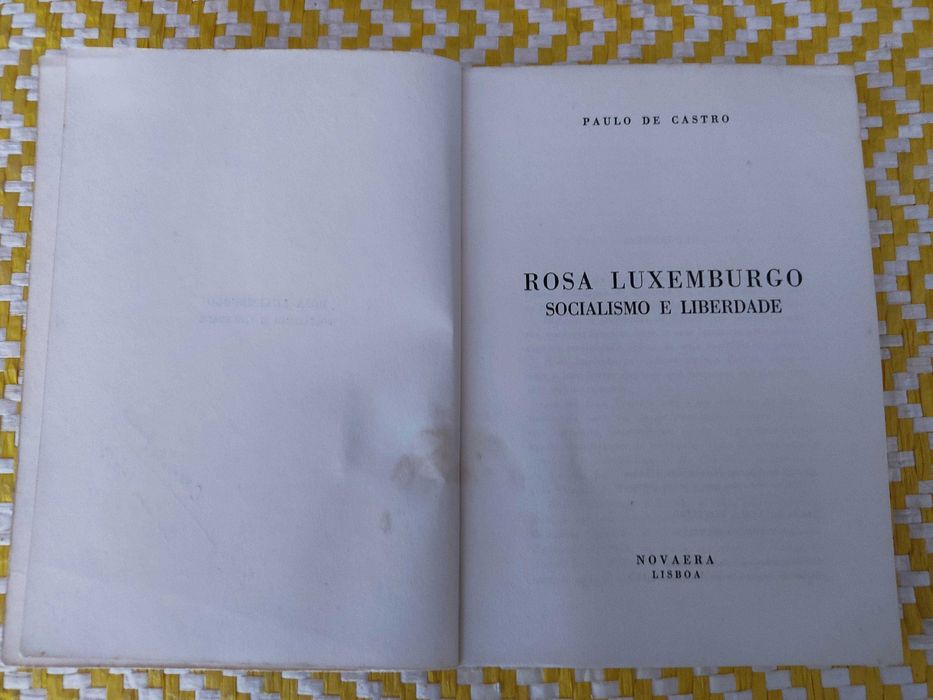 PAULO DE CASTRO
ROSA LUXEMBURGO
SOCIALISMO E LIBERDADE
NOVAERA
LISBOA